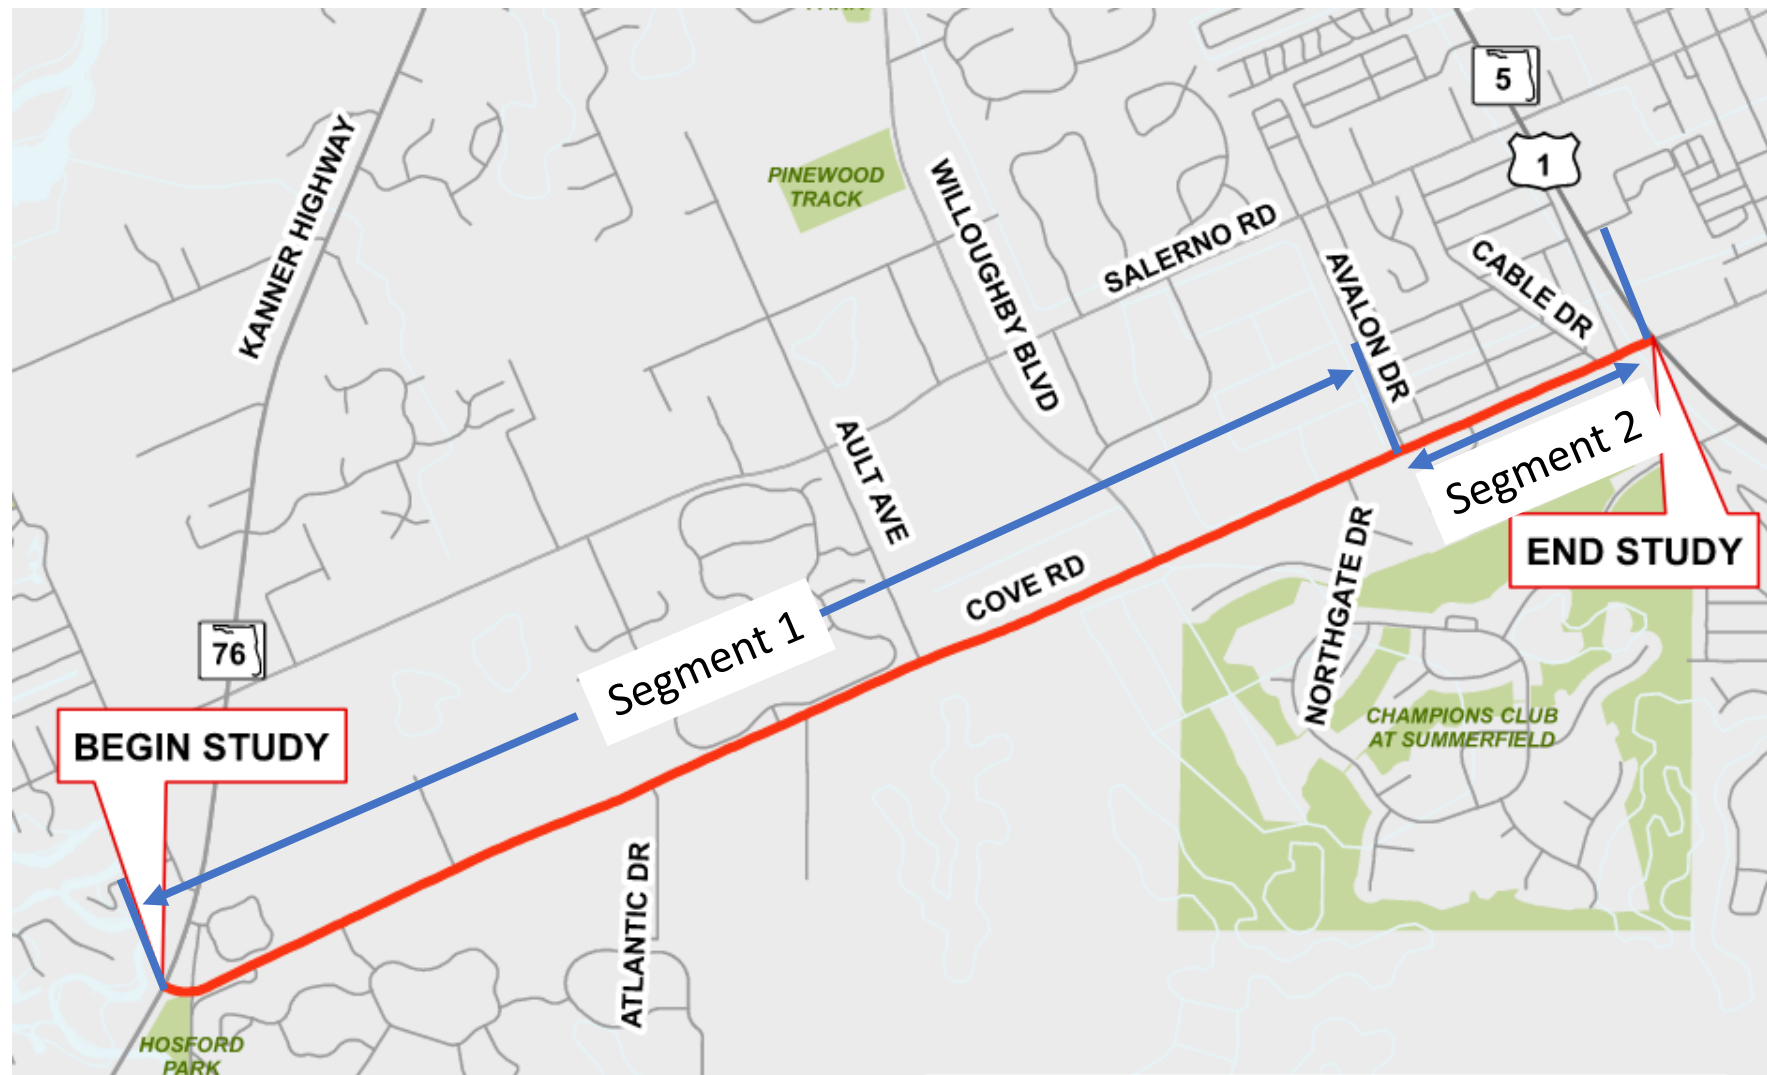 PARK
5
1
KANNER HIGHWAY
PINEWOOD
TRACK
WILLOUGHBY BLVD
SALERNO RD
AVALON DR
CABLE DR
AULT AVE
Segment 2
END STUDY
COVE RD
NORTHGATE DR
Segment 1
76
BEGIN STUDY
CHAMPIONS CLUB
AT SUMMERFIELD
ATLANTIC DR
HOSFORD
PARK